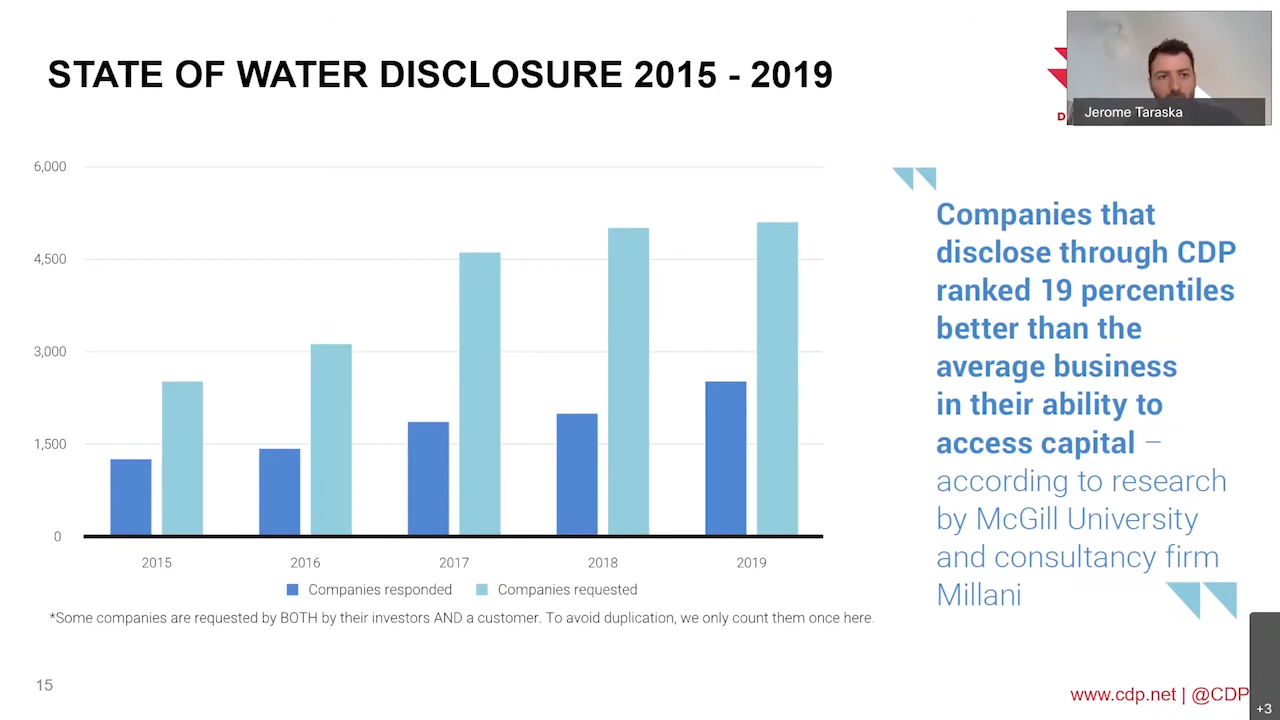 STATE OF WATER DISCLOSURE 2015 - 2019
D
Jerome Taraska
6,000
4,500
3,000
1,500
0
2015
2016
2017
2018
2019
Companies responded
Companies requested
*Some companies are requested by BOTH by their investors AND a customer. To avoid duplication, we only count them once here.
Companies that
disclose through CDP
ranked 19 percentiles
better than the
average business
in their ability to
access capital –
according to research
by McGill University
and consultancy firm
Millani
15
www.cdp.net | @CDP
+3